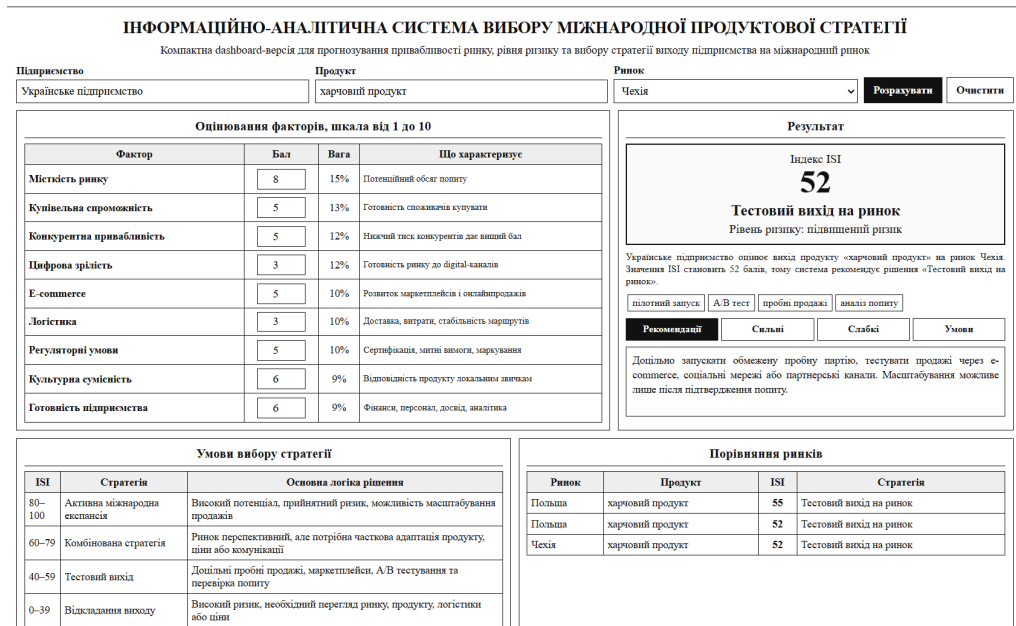 ІНФОРМАЦІЙНО-АНАЛІТИЧНА СИСТЕМА ВИБОРУ МІЖНАРОДНОЇ ПРОДУКТОВОЇ СТРАТЕГІЇ
Компактна dashboard-версія для прогнозування привабливості ринку, рівня ризику та вибору стратегії виходу підприємства на міжнародний ринок
Підприємство Продукт Ринок
Українське підприємство харчовий продукт Чехія Розрахувати Очистити
Оцінювання факторів, шкала від 1 до 10
Фактор Бал Вага Що характеризує
Місткість ринку 8 15% Потенційний обсяг попиту
Купівельна спроможність 5 13% Готовність споживачів купувати
Конкурентна привабливість 5 12% Нижчий тиск конкурентів дає вищий бал
Цифрова зрілість 3 12% Готовність ринку до digital-каналів
E-commerce 5 10% Розвиток маркетплейсів і онлайнпродажів
Логістика 3 10% Доставка, витрати, стабільність маршрутів
Регуляторні умови 5 10% Сертифікація, митні вимоги, маркування
Культурна сумісність 6 9% Відповідність продукту локальним звичкам
Готовність підприємства 6 9% Фінанси, персонал, досвід, аналітика
Результат
Індекс ISI
52
Тестовий вихід на ринок
Рівень ризику: підвищений ризик
Українське підприємство оцінює вихід продукту «харчовий продукт» на ринок Чехія.
Значення ISI становить 52 балів, тому система рекомендує рішення «Тестовий вихід на
ринок».
пілотний запуск A/B тест пробні продажі аналіз попиту
Рекомендації Сильні Слабкі Умови
Доцільно запускати обмежену пробну партію, тестувати продажі через e-
commerce, соціальні мережі або партнерські канали. Масштабування можливе
лише після підтвердження попиту.
Умови вибору стратегії
ISI Стратегія Основна логіка рішення
80–
100
Активна міжнародна
експансія
Високий потенціал, прийнятний ризик, можливість масштабування
продажів
60–79 Комбінована стратегія
Ринок перспективний, але потрібна часткова адаптація продукту,
ціни або комунікації
40–59 Тестовий вихід
Доцільні пробні продажі, маркетплейси, A/B тестування та
перевірка попиту
0–39 Відкладання виходу
Високий ризик, необхідний перегляд ринку, продукту, логістики
або ціни
Порівняння ринків
Ринок Продукт ISI Стратегія
Польща харчовий продукт 55 Тестовий вихід на ринок
Польща харчовий продукт 52 Тестовий вихід на ринок
Чехія харчовий продукт 52 Тестовий вихід на ринок